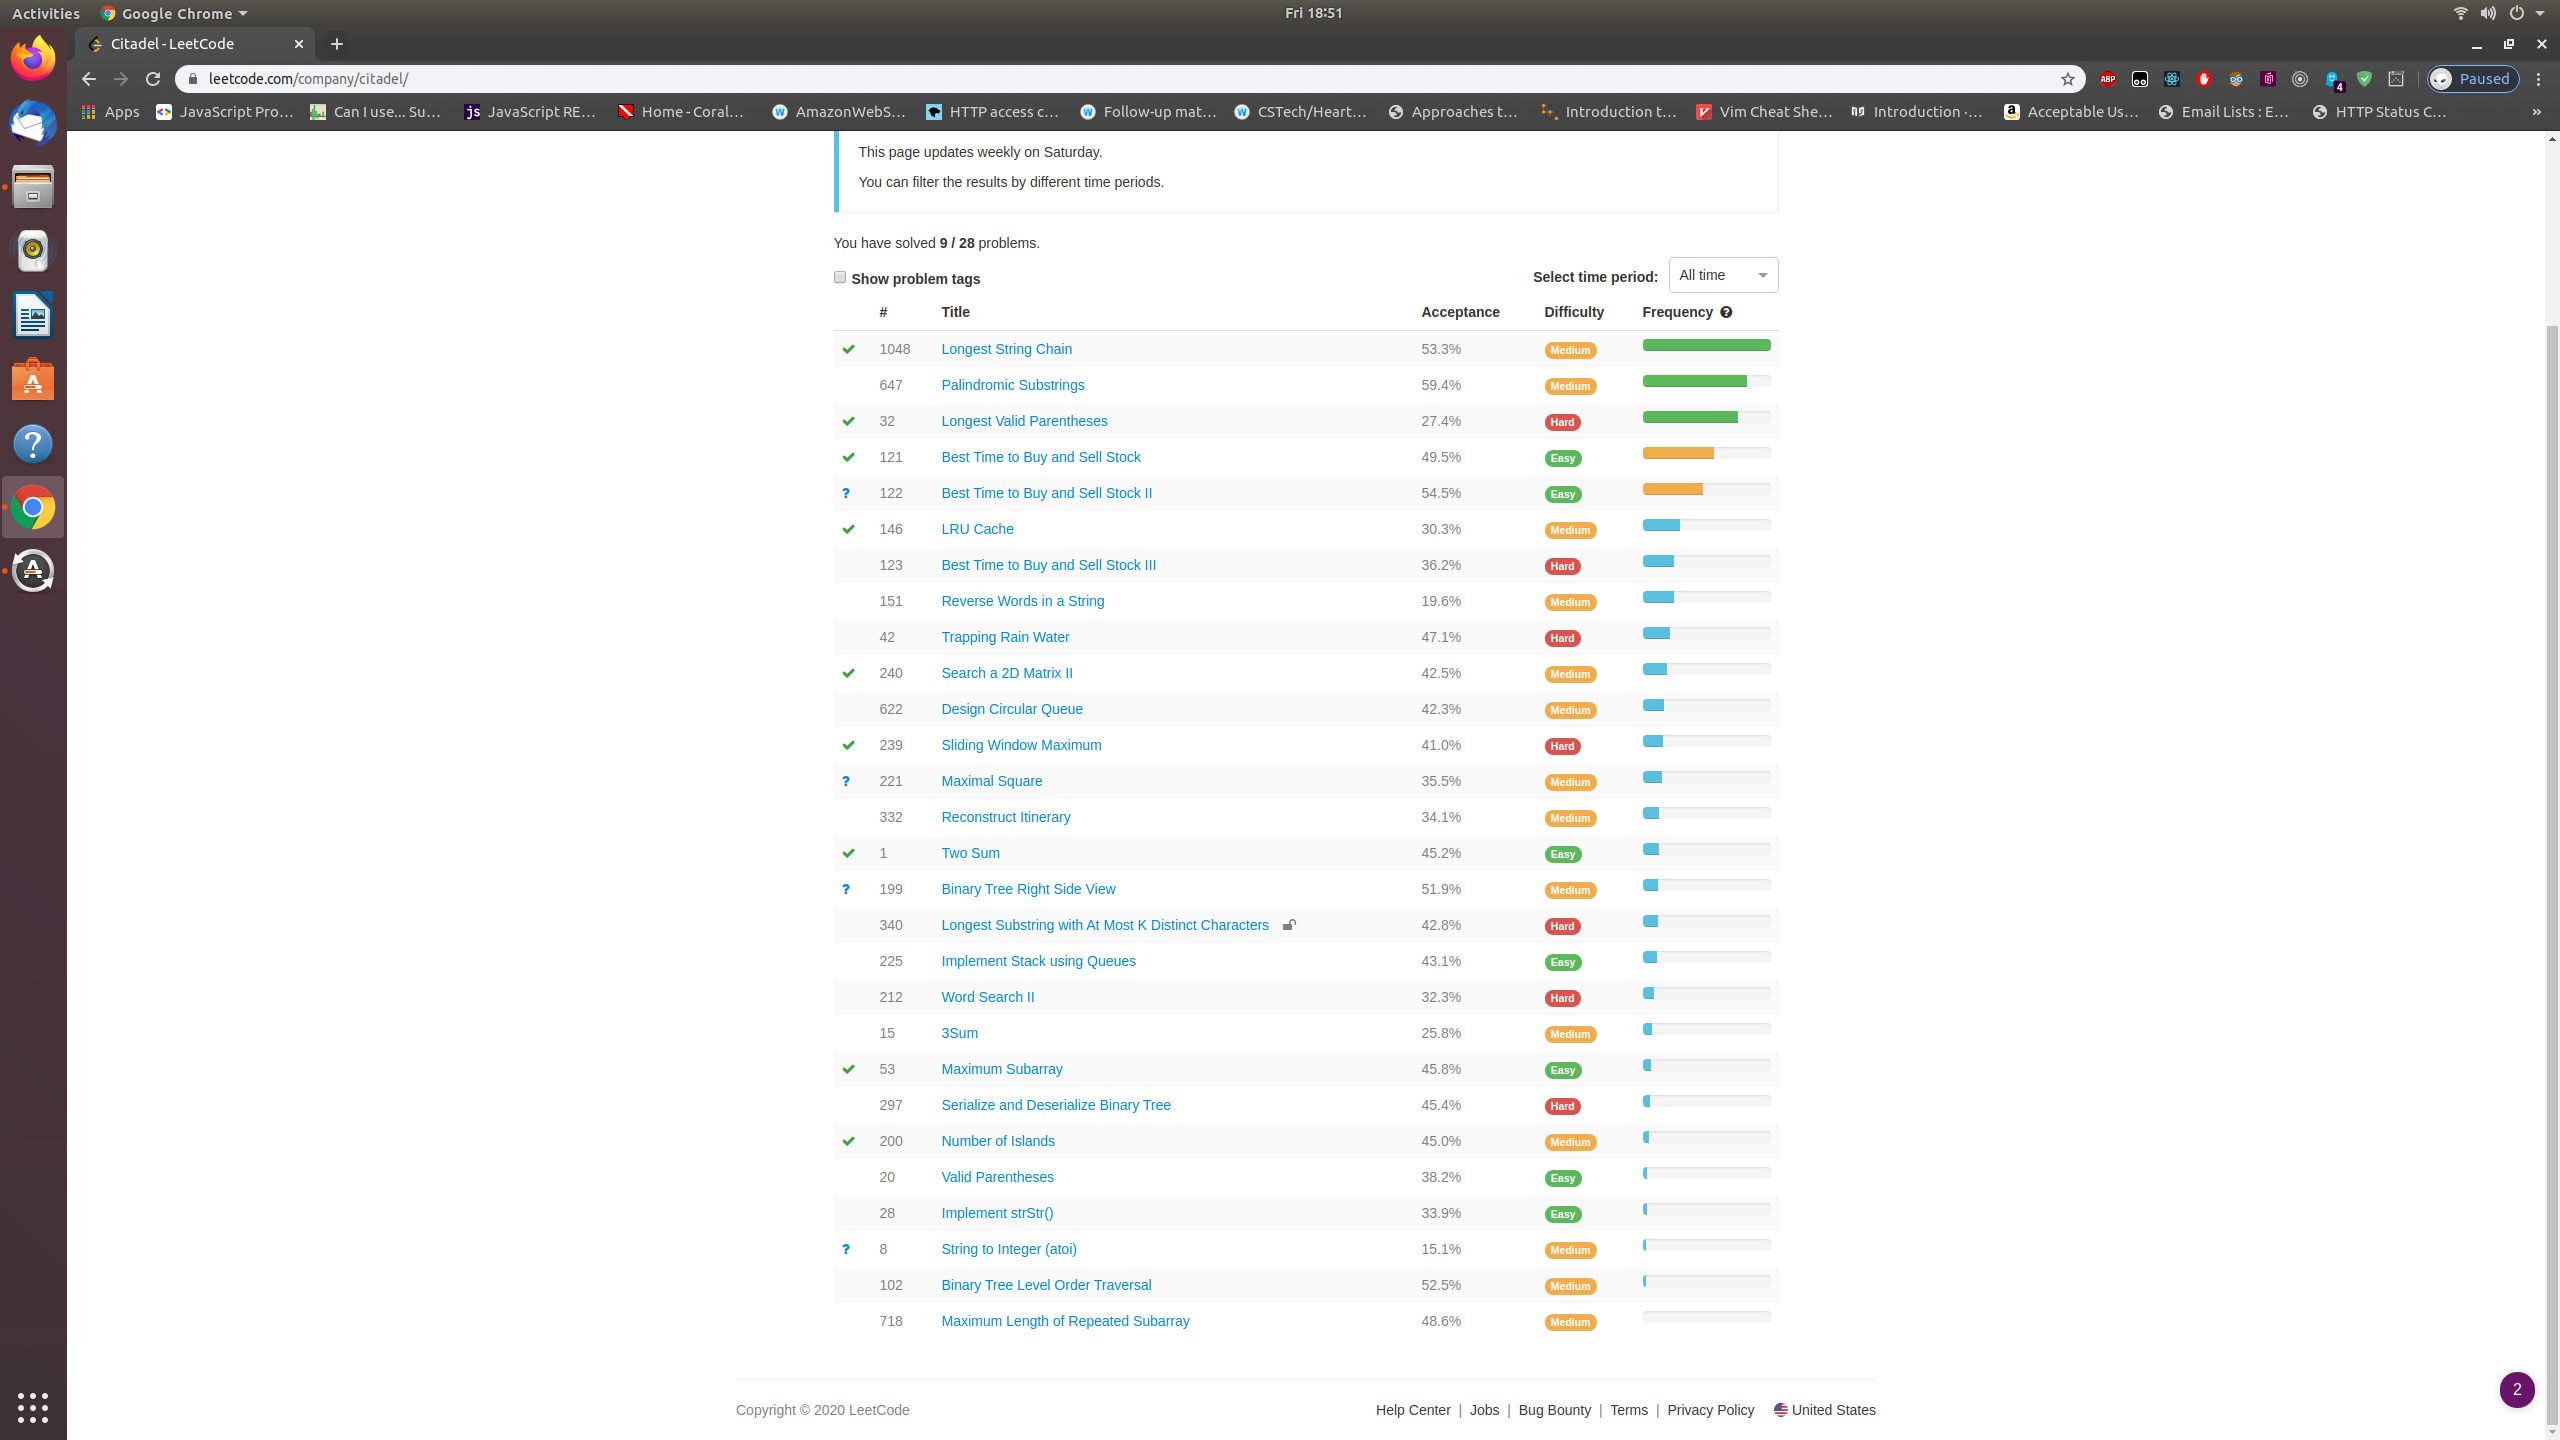 Activities Google Chrome Fri 18:51
Citadel - LeetCode
leetcode.com/company/citadel/ ABP 4 Paused
Apps JavaScript Pro… Can I use... Su… js JavaScript RE… Home - Coral… AmazonWebS… HTTP access c… Follow-up mat… CSTech/Heart… Approaches t… Introduction t… Vim Cheat She… Introduction ·… Acceptable Us… Email Lists : E… HTTP Status C… »
This page updates weekly on Saturday.
You can filter the results by different time periods.
You have solved 9 / 28 problems.
Show problem tags Select time period: All time
# Title Acceptance Difficulty Frequency ?
1048 Longest String Chain 53.3% Medium
647 Palindromic Substrings 59.4% Medium
32 Longest Valid Parentheses 27.4% Hard
121 Best Time to Buy and Sell Stock 49.5% Easy
? 122 Best Time to Buy and Sell Stock II 54.5% Easy
146 LRU Cache 30.3% Medium
123 Best Time to Buy and Sell Stock III 36.2% Hard
151 Reverse Words in a String 19.6% Medium
42 Trapping Rain Water 47.1% Hard
240 Search a 2D Matrix II 42.5% Medium
622 Design Circular Queue 42.3% Medium
239 Sliding Window Maximum 41.0% Hard
? 221 Maximal Square 35.5% Medium
332 Reconstruct Itinerary 34.1% Medium
1 Two Sum 45.2% Easy
? 199 Binary Tree Right Side View 51.9% Medium
340 Longest Substring with At Most K Distinct Characters 42.8% Hard
225 Implement Stack using Queues 43.1% Easy
212 Word Search II 32.3% Hard
15 3Sum 25.8% Medium
53 Maximum Subarray 45.8% Easy
297 Serialize and Deserialize Binary Tree 45.4% Hard
200 Number of Islands 45.0% Medium
20 Valid Parentheses 38.2% Easy
28 Implement strStr() 33.9% Easy
? 8 String to Integer (atoi) 15.1% Medium
102 Binary Tree Level Order Traversal 52.5% Medium
718 Maximum Length of Repeated Subarray 48.6% Medium
2
Copyright © 2020 LeetCode Help Center | Jobs | Bug Bounty | Terms | Privacy Policy United States